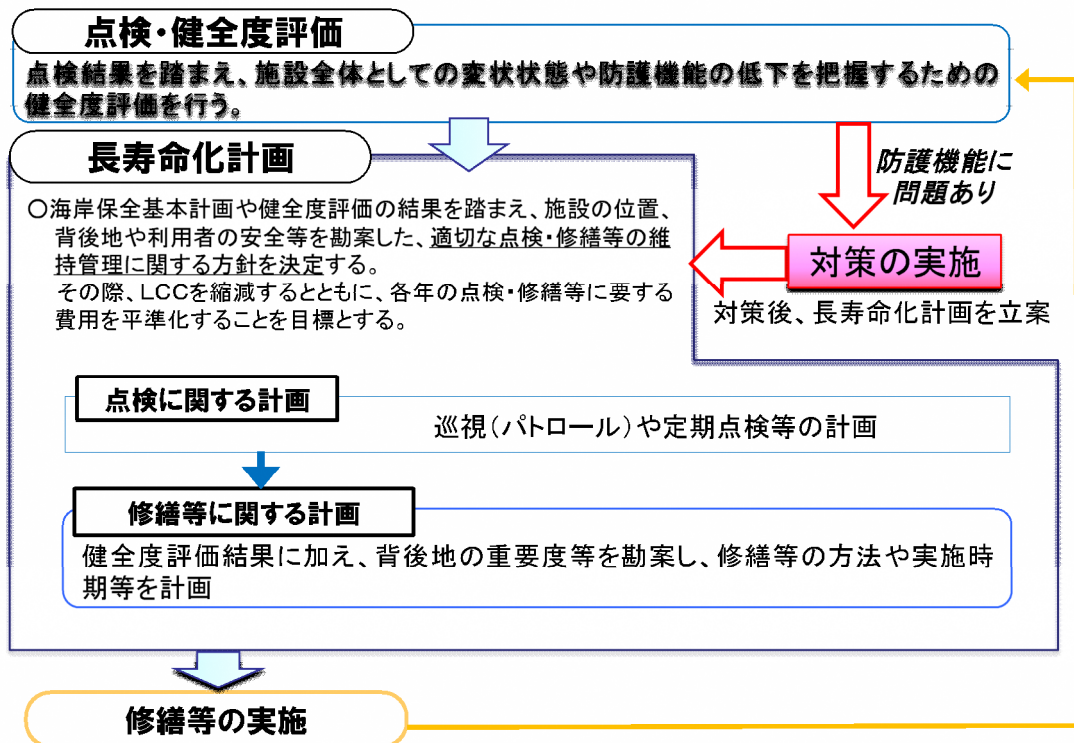 点検・健全度評価
点検結果を踏まえ、施設全体としての変状状態や防護機能の低下を把握するための
健全度評価を行う。
長寿命化計画
防護機能に
問題あり
〇海岸保全基本計画や健全度評価の結果を踏まえ、施設の位置、
背後地や利用者の安全等を勘案した、適切な点検・修繕等の維
持管理に関する方針を決定する。
その際、LCCを縮減するとともに、各年の点検・修繕等に要する
費用を平準化することを目標とする。
対策の実施
対策後、長寿命化計画を立案
点検に関する計画
巡視(パトロール)や定期点検等の計画
修繕等に関する計画
健全度評価結果に加え、背後地の重要度等を勘案し、修繕等の方法や実施時
期等を計画
修繕等の実施